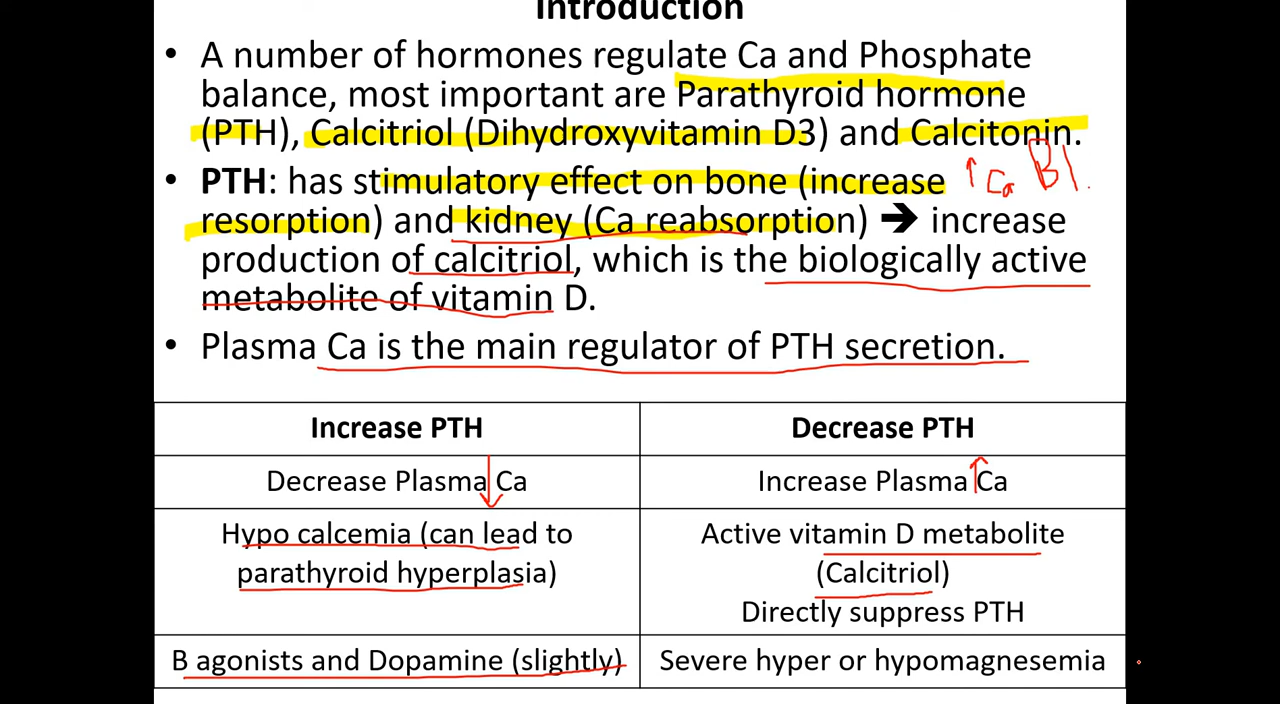 Introduction
• A number of hormones regulate Ca and Phosphate
balance, most important are Parathyroid hormone
(PTH), Calcitriol (Dihydroxyvitamin D3) and Calcitonin.
• PTH: has stimulatory effect on bone (increase ↑ Ca Bl.
resorption) and kidney (Ca reabsorption) → increase
production of calcitriol, which is the biologically active
metabolite of vitamin D.
• Plasma Ca is the main regulator of PTH secretion.
Increase PTH
Decrease PTH
Decrease Plasma ↓ Ca
Increase Plasma ↑ Ca
Hypo calcemia (can lead to
parathyroid hyperplasia)
Active vitamin D metabolite
(Calcitriol)
Directly suppress PTH
B agonists and Dopamine (slightly)
Severe hyper or hypomagnesemia